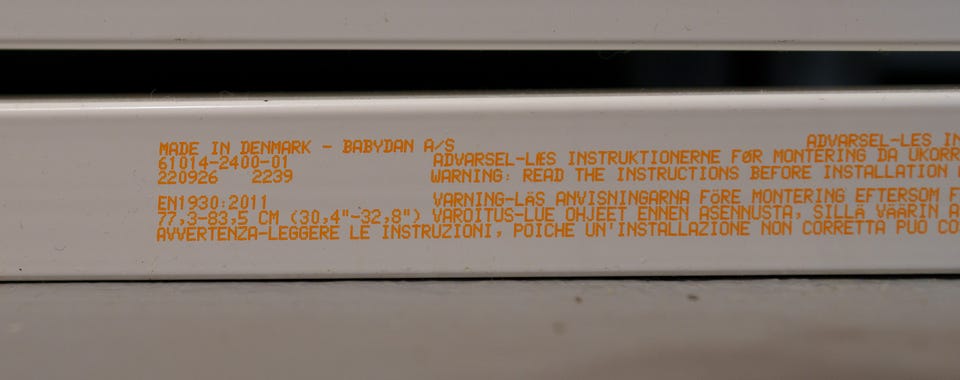 MADE IN DENMARK - BABYDAN A/S
ADVARSEL-LES
61014-2400-01 ADVARSEL-LÆS INSTRUKTIONERNE FØR MONTERING DA UKORR
220926 2239 WARNING: READ THE INSTRUCTIONS BEFORE INSTALLATION
EN1930:2011 VARNING-LÄS ANVISNINGARNA FÖRE MONTERING EFTERSOM F
77,3-83,5 CM (30,4"-32,8") VAROITUS-LUE OHJEET ENNEN ASENNUSTA, SILLÄ VÄÄRIN A
AVVERTENZA-LEGGERE LE INSTRUZIONI, POICHE UN'INSTALLAZIONE NON CORRETTA PUÒ CO